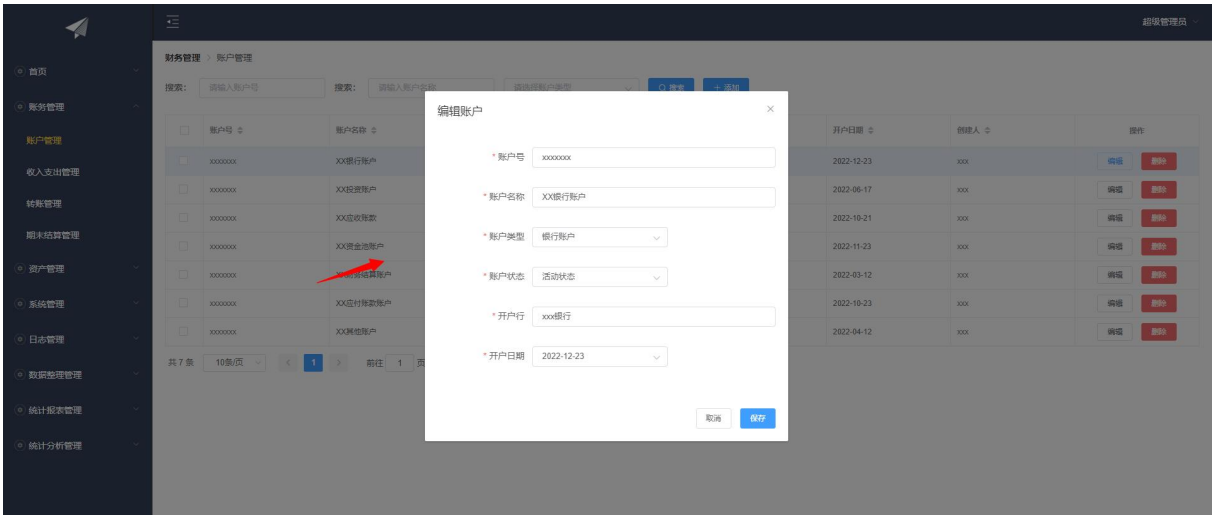 超级管理员
首页
账务管理
账户管理
收入支出管理
转账管理
期末结算管理
资产管理
系统管理
日志管理
数据整理管理
统计报表管理
统计分析管理
财务管理 > 账户管理
搜索: 请输入账户号 搜索: 请输入账户名称 请选择账户类型 搜索 + 添加
账户号 账户名称 开户日期 创建人 操作
xxxxxxx XX银行账户 2022-12-23 xxx 编辑 删除
xxxxxxx XX投资账户 2022-06-17 xxx 编辑 删除
xxxxxxx XX应收账款 2022-10-21 xxx 编辑 删除
xxxxxxx XX资金池账户 2022-11-23 xxx 编辑 删除
xxxxxxx 结算账户 2022-03-12 xxx 编辑 删除
xxxxxxx XX应付账款账户 2022-10-23 xxx 编辑 删除
xxxxxxx XX其他账户 2022-04-12 xxx 编辑 删除
共7条 10条/页 < 1 > 前往 1 页
编辑账户 ×
* 账户号 xxxxxxx
* 账户名称 XX银行账户
* 账户类型 银行账户
* 账户状态 活动状态
* 开户行 xxx银行
* 开户日期 2022-12-23
取消 保存